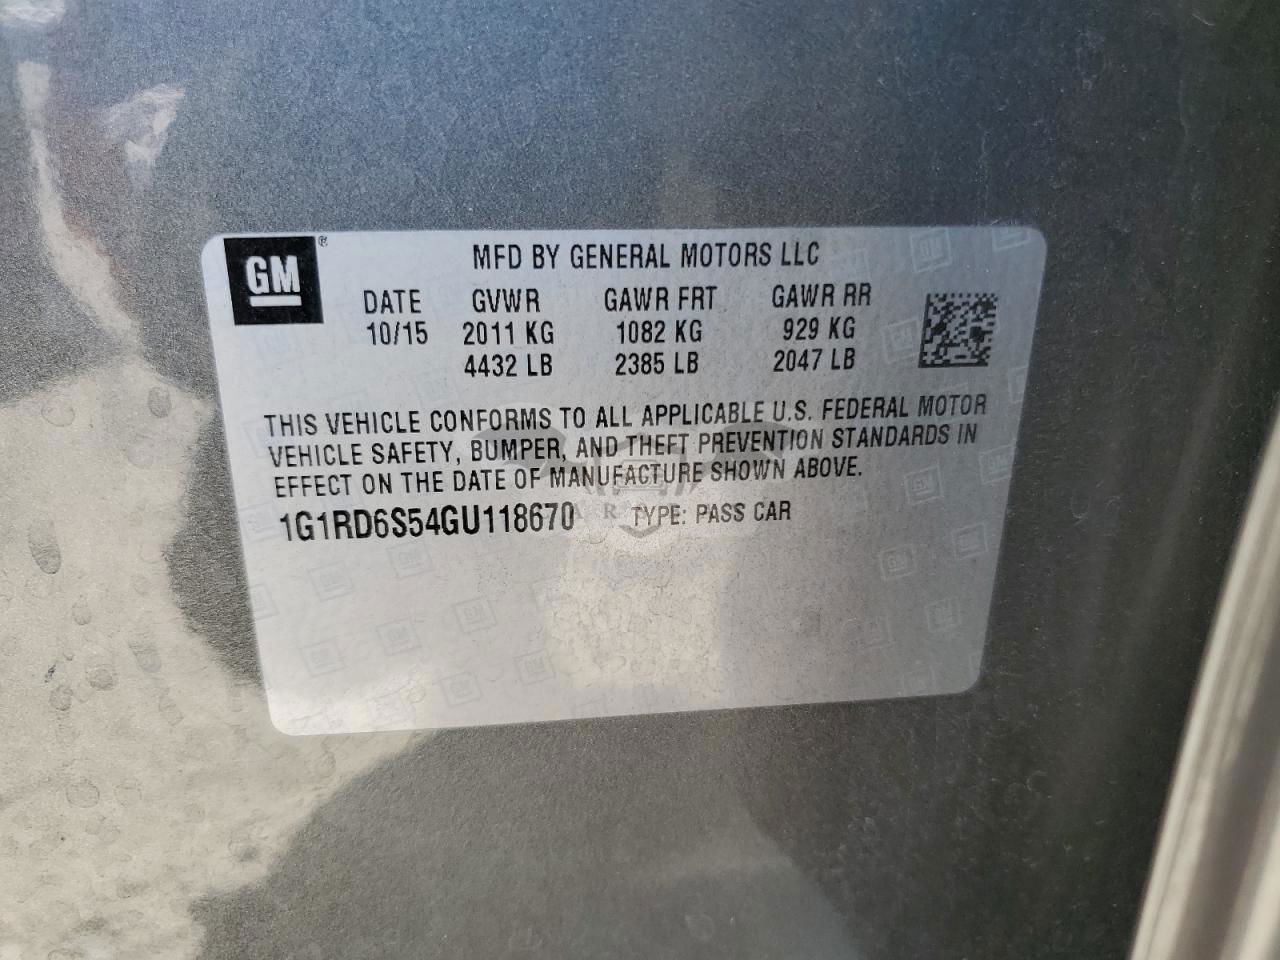 GM®
MFD BY GENERAL MOTORS LLC
DATE GVWR GAWR FRT GAWR RR
10/15 2011 KG 1082 KG 929 KG
4432 LB 2385 LB 2047 LB
THIS VEHICLE CONFORMS TO ALL APPLICABLE U.S. FEDERAL MOTOR
VEHICLE SAFETY, BUMPER, AND THEFT PREVENTION STANDARDS IN
EFFECT ON THE DATE OF MANUFACTURE SHOWN ABOVE.
1G1RD6S54GU118670 TYPE: PASS CAR